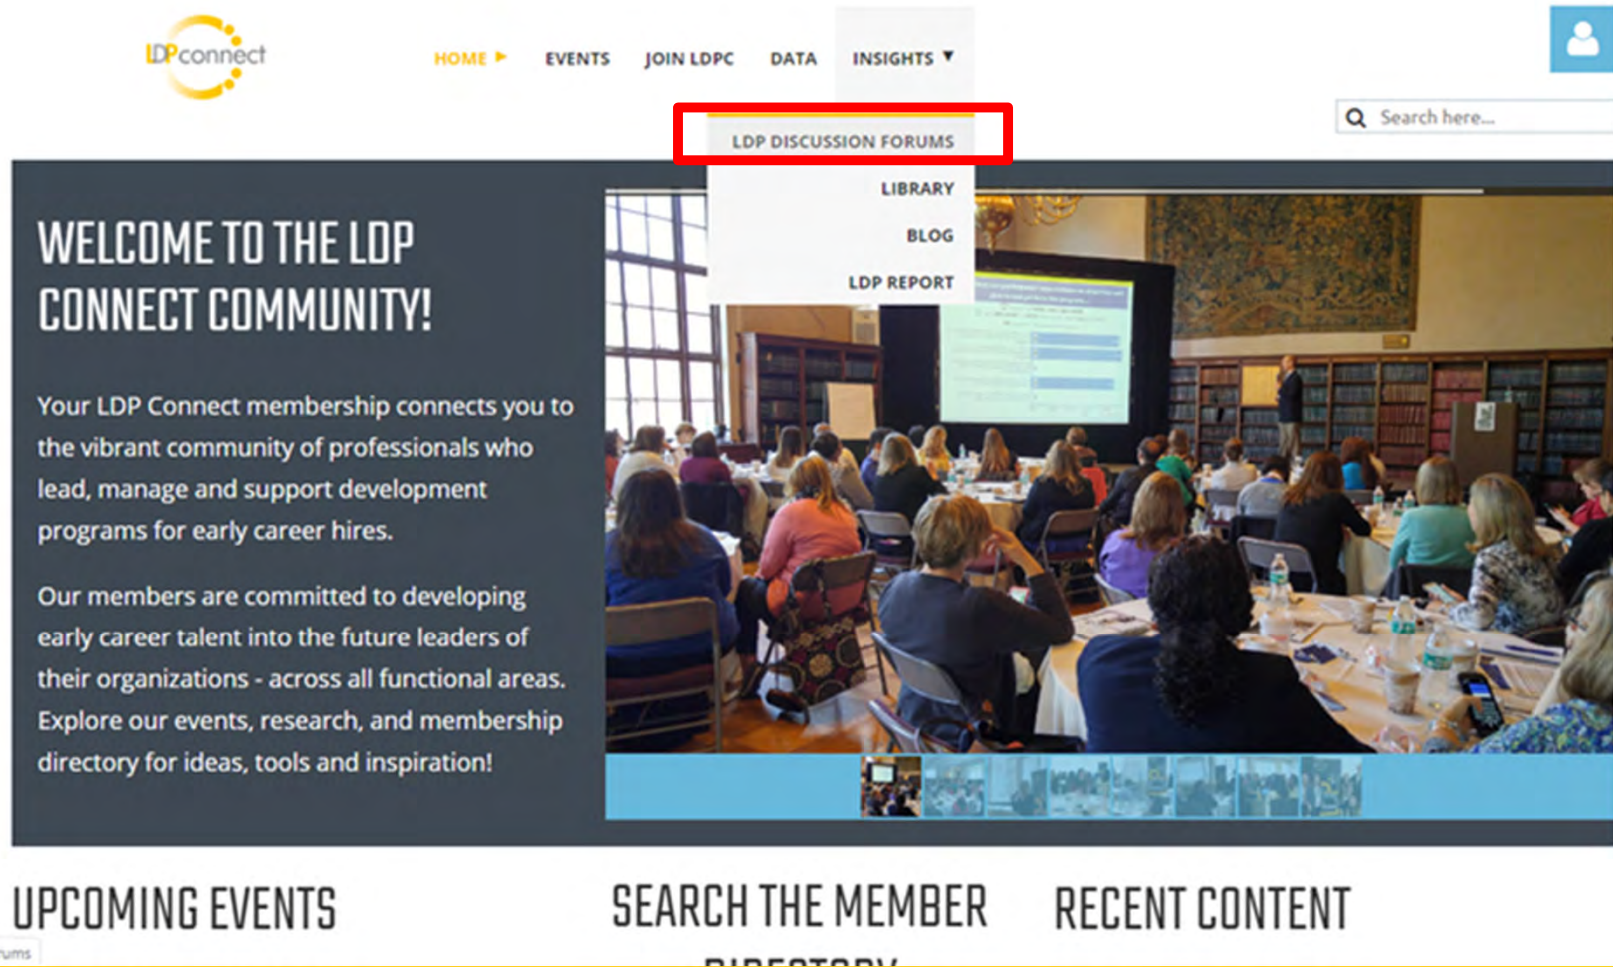 LDPconnect
HOME ► EVENTS JOIN LDPC DATA INSIGHTS ▼
Search here...
LDP DISCUSSION FORUMS
LIBRARY
BLOG
LDP REPORT
WELCOME TO THE LDP
CONNECT COMMUNITY!
Your LDP Connect membership connects you to
the vibrant community of professionals who
lead, manage and support development
programs for early career hires.
Our members are committed to developing
early career talent into the future leaders of
their organizations - across all functional areas.
Explore our events, research, and membership
directory for ideas, tools and inspiration!
UPCOMING EVENTS
SEARCH THE MEMBER
DIRECTORY
RECENT CONTENT
rums